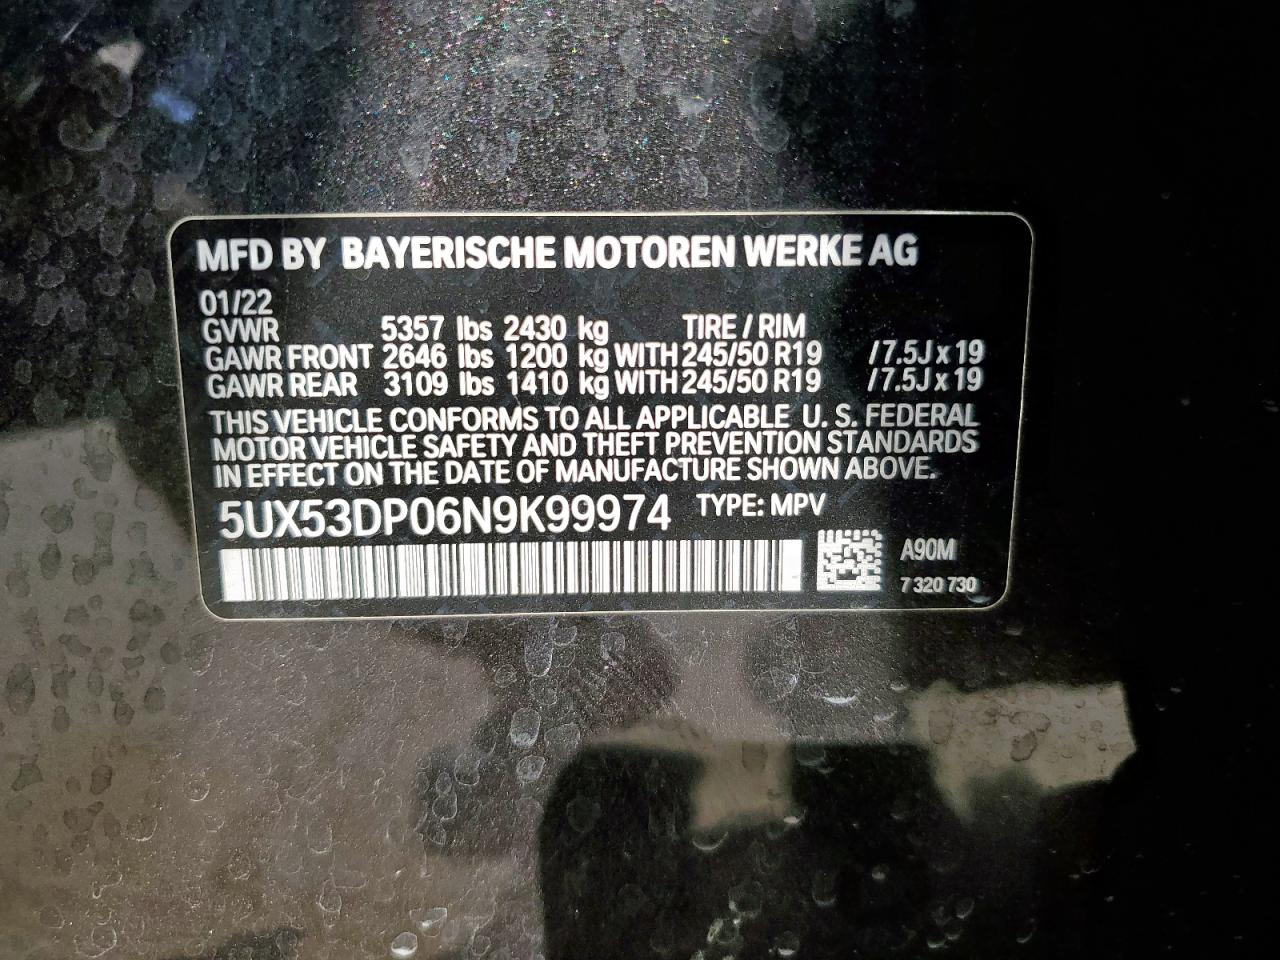 MFD BY BAYERISCHE MOTOREN WERKE AG
01/22
GVWR 5357 lbs 2430 kg TIRE / RIM
GAWR FRONT 2646 lbs 1200 kg WITH 245/50 R19 /7.5J x 19
GAWR REAR 3109 lbs 1410 kg WITH 245/50 R19 /7.5J x 19
THIS VEHICLE CONFORMS TO ALL APPLICABLE U. S. FEDERAL
MOTOR VEHICLE SAFETY AND THEFT PREVENTION STANDARDS
IN EFFECT ON THE DATE OF MANUFACTURE SHOWN ABOVE.
5UX53DP06N9K99974 TYPE: MPV
A90M
7 320 730